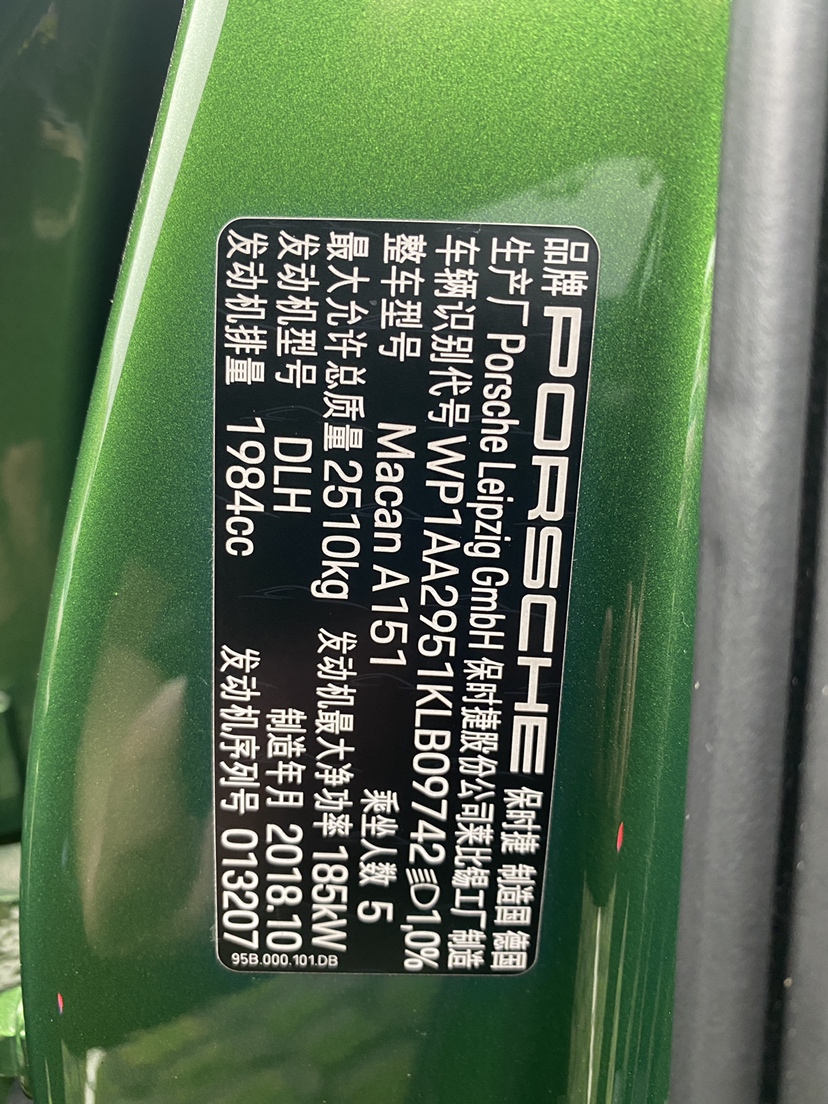 品牌 PORSCHE 保时捷 制造国 德国
生产厂 Porsche Leipzig GmbH 保时捷股份公司莱比锡工厂制造
车辆识别代号 WP1AA2951KLB09742 1,0%
整车型号 Macan A151 乘坐人数 5
最大允许总质量 2510kg 发动机最大净功率 185kW
发动机型号 DLH 制造年月 2018.10
发动机排量 1984cc 发动机序列号 013207
95B.000.101.DB